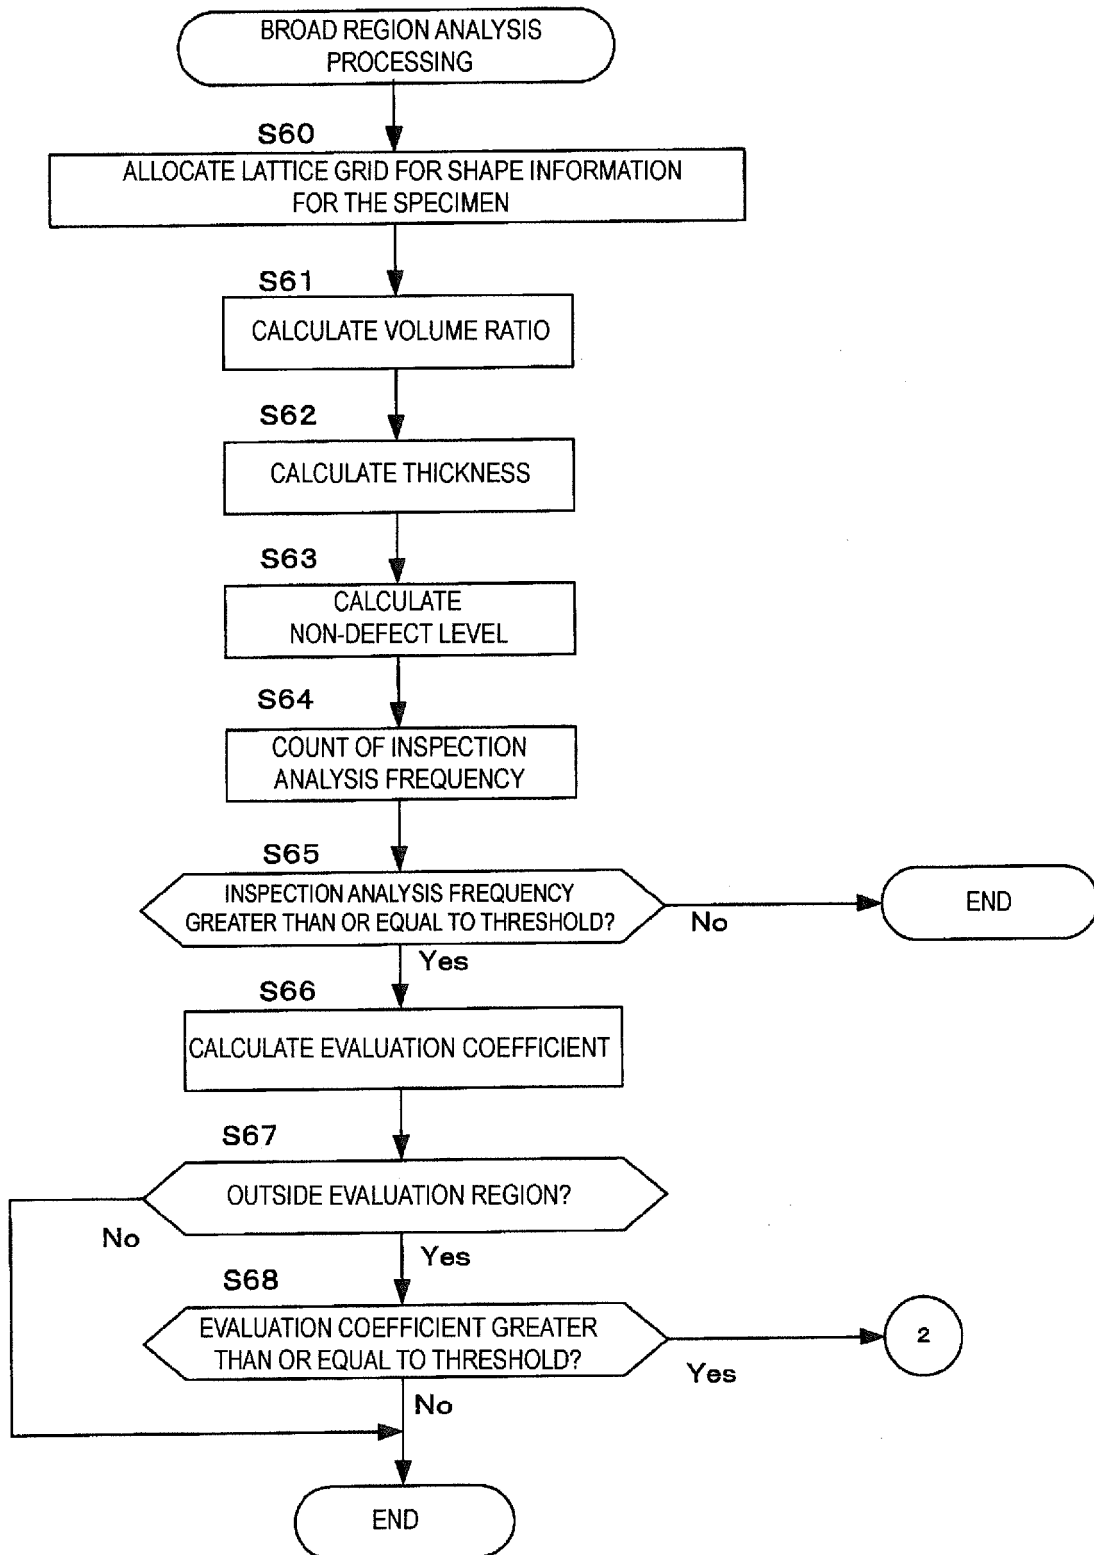 BROAD REGION ANALYSIS
PROCESSING
S60
ALLOCATE LATTICE GRID FOR SHAPE INFORMATION
FOR THE SPECIMEN
S61
CALCULATE VOLUME RATIO
S62
CALCULATE THICKNESS
S63
CALCULATE
NON-DEFECT LEVEL
S64
COUNT OF INSPECTION
ANALYSIS FREQUENCY
S65
INSPECTION ANALYSIS FREQUENCY
GREATER THAN OR EQUAL TO THRESHOLD?
No
END
Yes
S66
CALCULATE EVALUATION COEFFICIENT
S67
OUTSIDE EVALUATION REGION?
No
Yes
S68
EVALUATION COEFFICIENT GREATER
THAN OR EQUAL TO THRESHOLD?
Yes
2
No
END